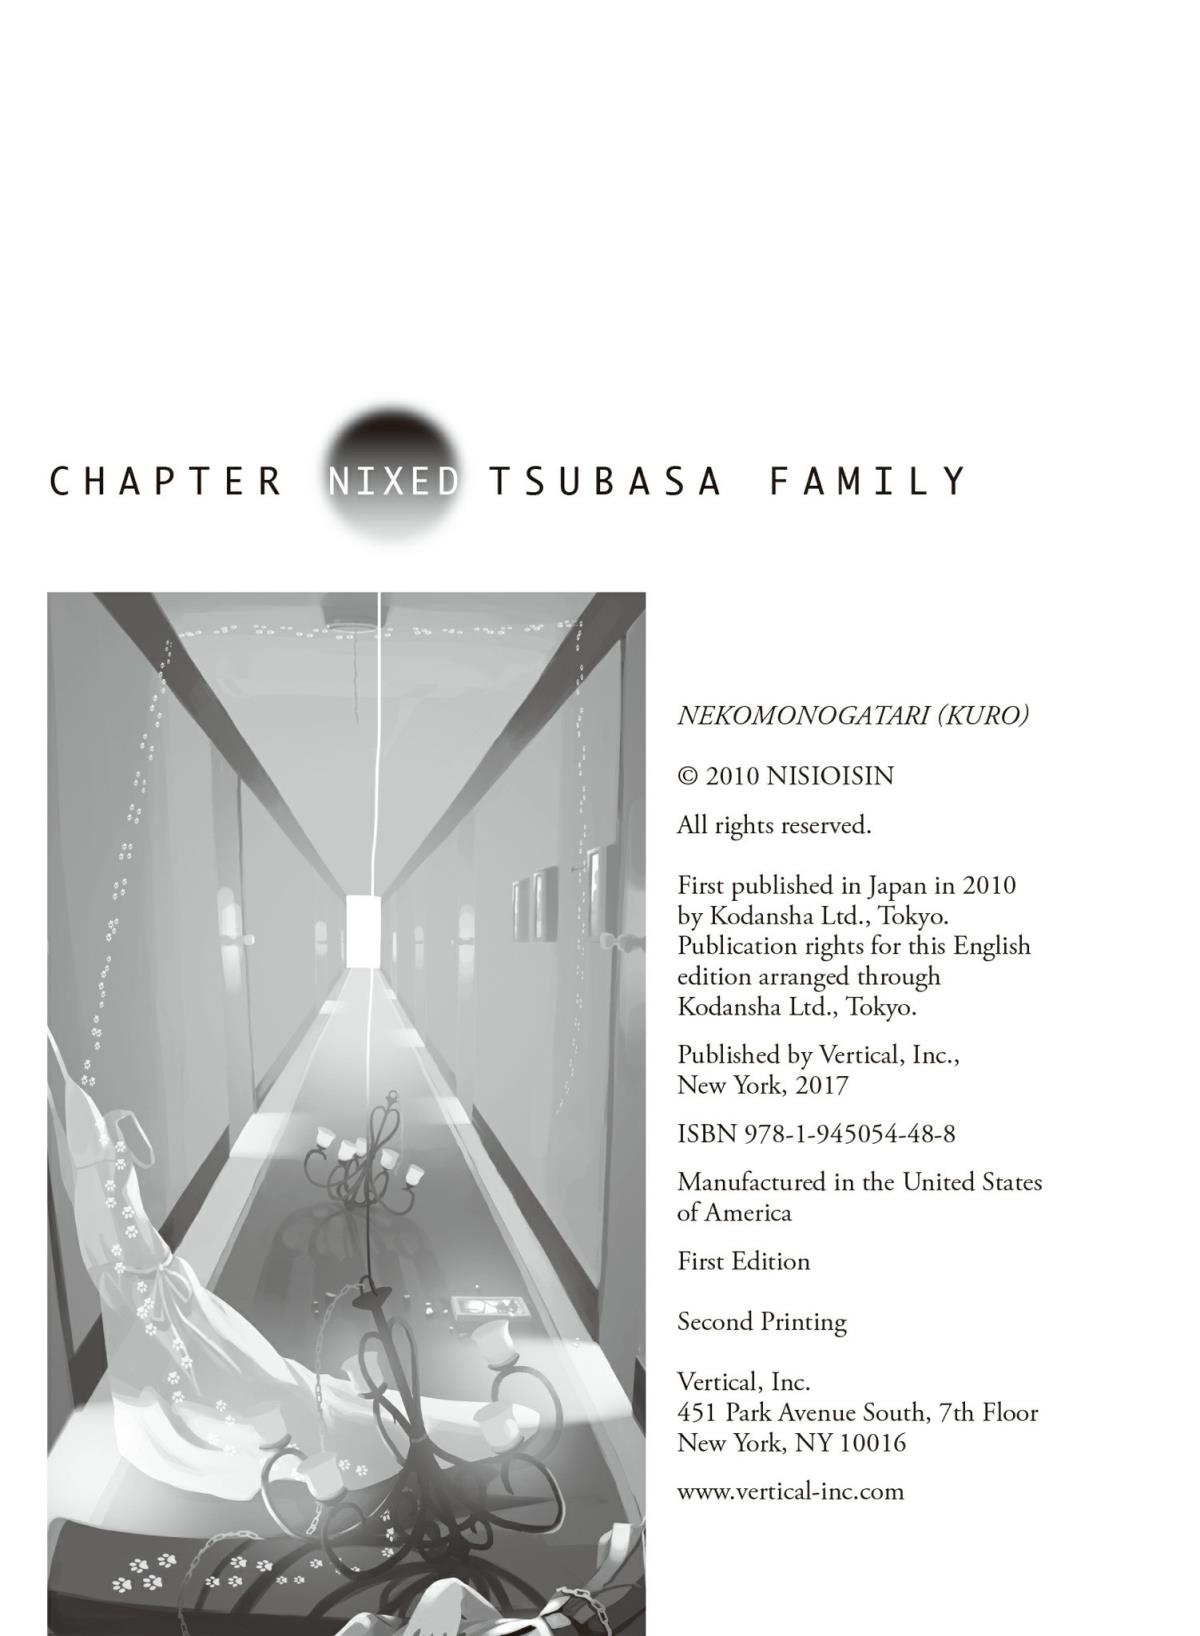 CHAPTER NIXED TSUBASA FAMILY
NEKOMONOGATARI (KURO)
© 2010 NISIOISIN
All rights reserved.
First published in Japan in 2010
by Kodansha Ltd., Tokyo.
Publication rights for this English
edition arranged through
Kodansha Ltd., Tokyo.
Published by Vertical, Inc.,
New York, 2017
ISBN 978-1-945054-48-8
Manufactured in the United States
of America
First Edition
Second Printing
Vertical, Inc.
451 Park Avenue South, 7th Floor
New York, NY 10016
www.vertical-inc.com